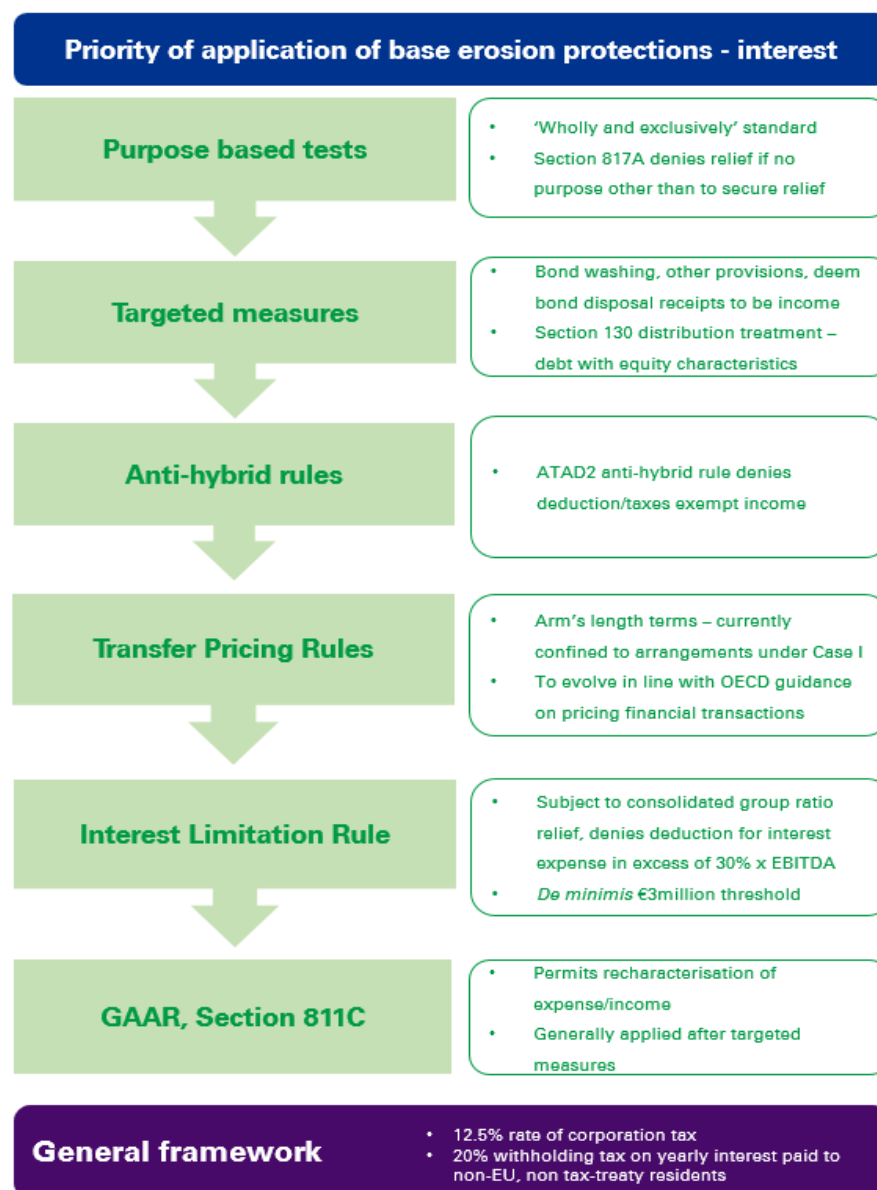 Priority of application of base erosion protections - interest
Purpose based tests
• 'Wholly and exclusively' standard
• Section 817A denies relief if no
purpose other than to secure relief
Targeted measures
• Bond washing, other provisions, deem
bond disposal receipts to be income
• Section 130 distribution treatment –
debt with equity characteristics
Anti-hybrid rules
• ATAD2 anti-hybrid rule denies
deduction/taxes exempt income
Transfer Pricing Rules
• Arm's length terms – currently
confined to arrangements under Case I
• To evolve in line with OECD guidance
on pricing financial transactions
Interest Limitation Rule
• Subject to consolidated group ratio
relief, denies deduction for interest
expense in excess of 30% x EBITDA
• De minimis €3million threshold
GAAR, Section 811C
• Permits recharacterisation of
expense/income
• Generally applied after targeted
measures
General framework
• 12.5% rate of corporation tax
• 20% withholding tax on yearly interest paid to
non-EU, non tax-treaty residents